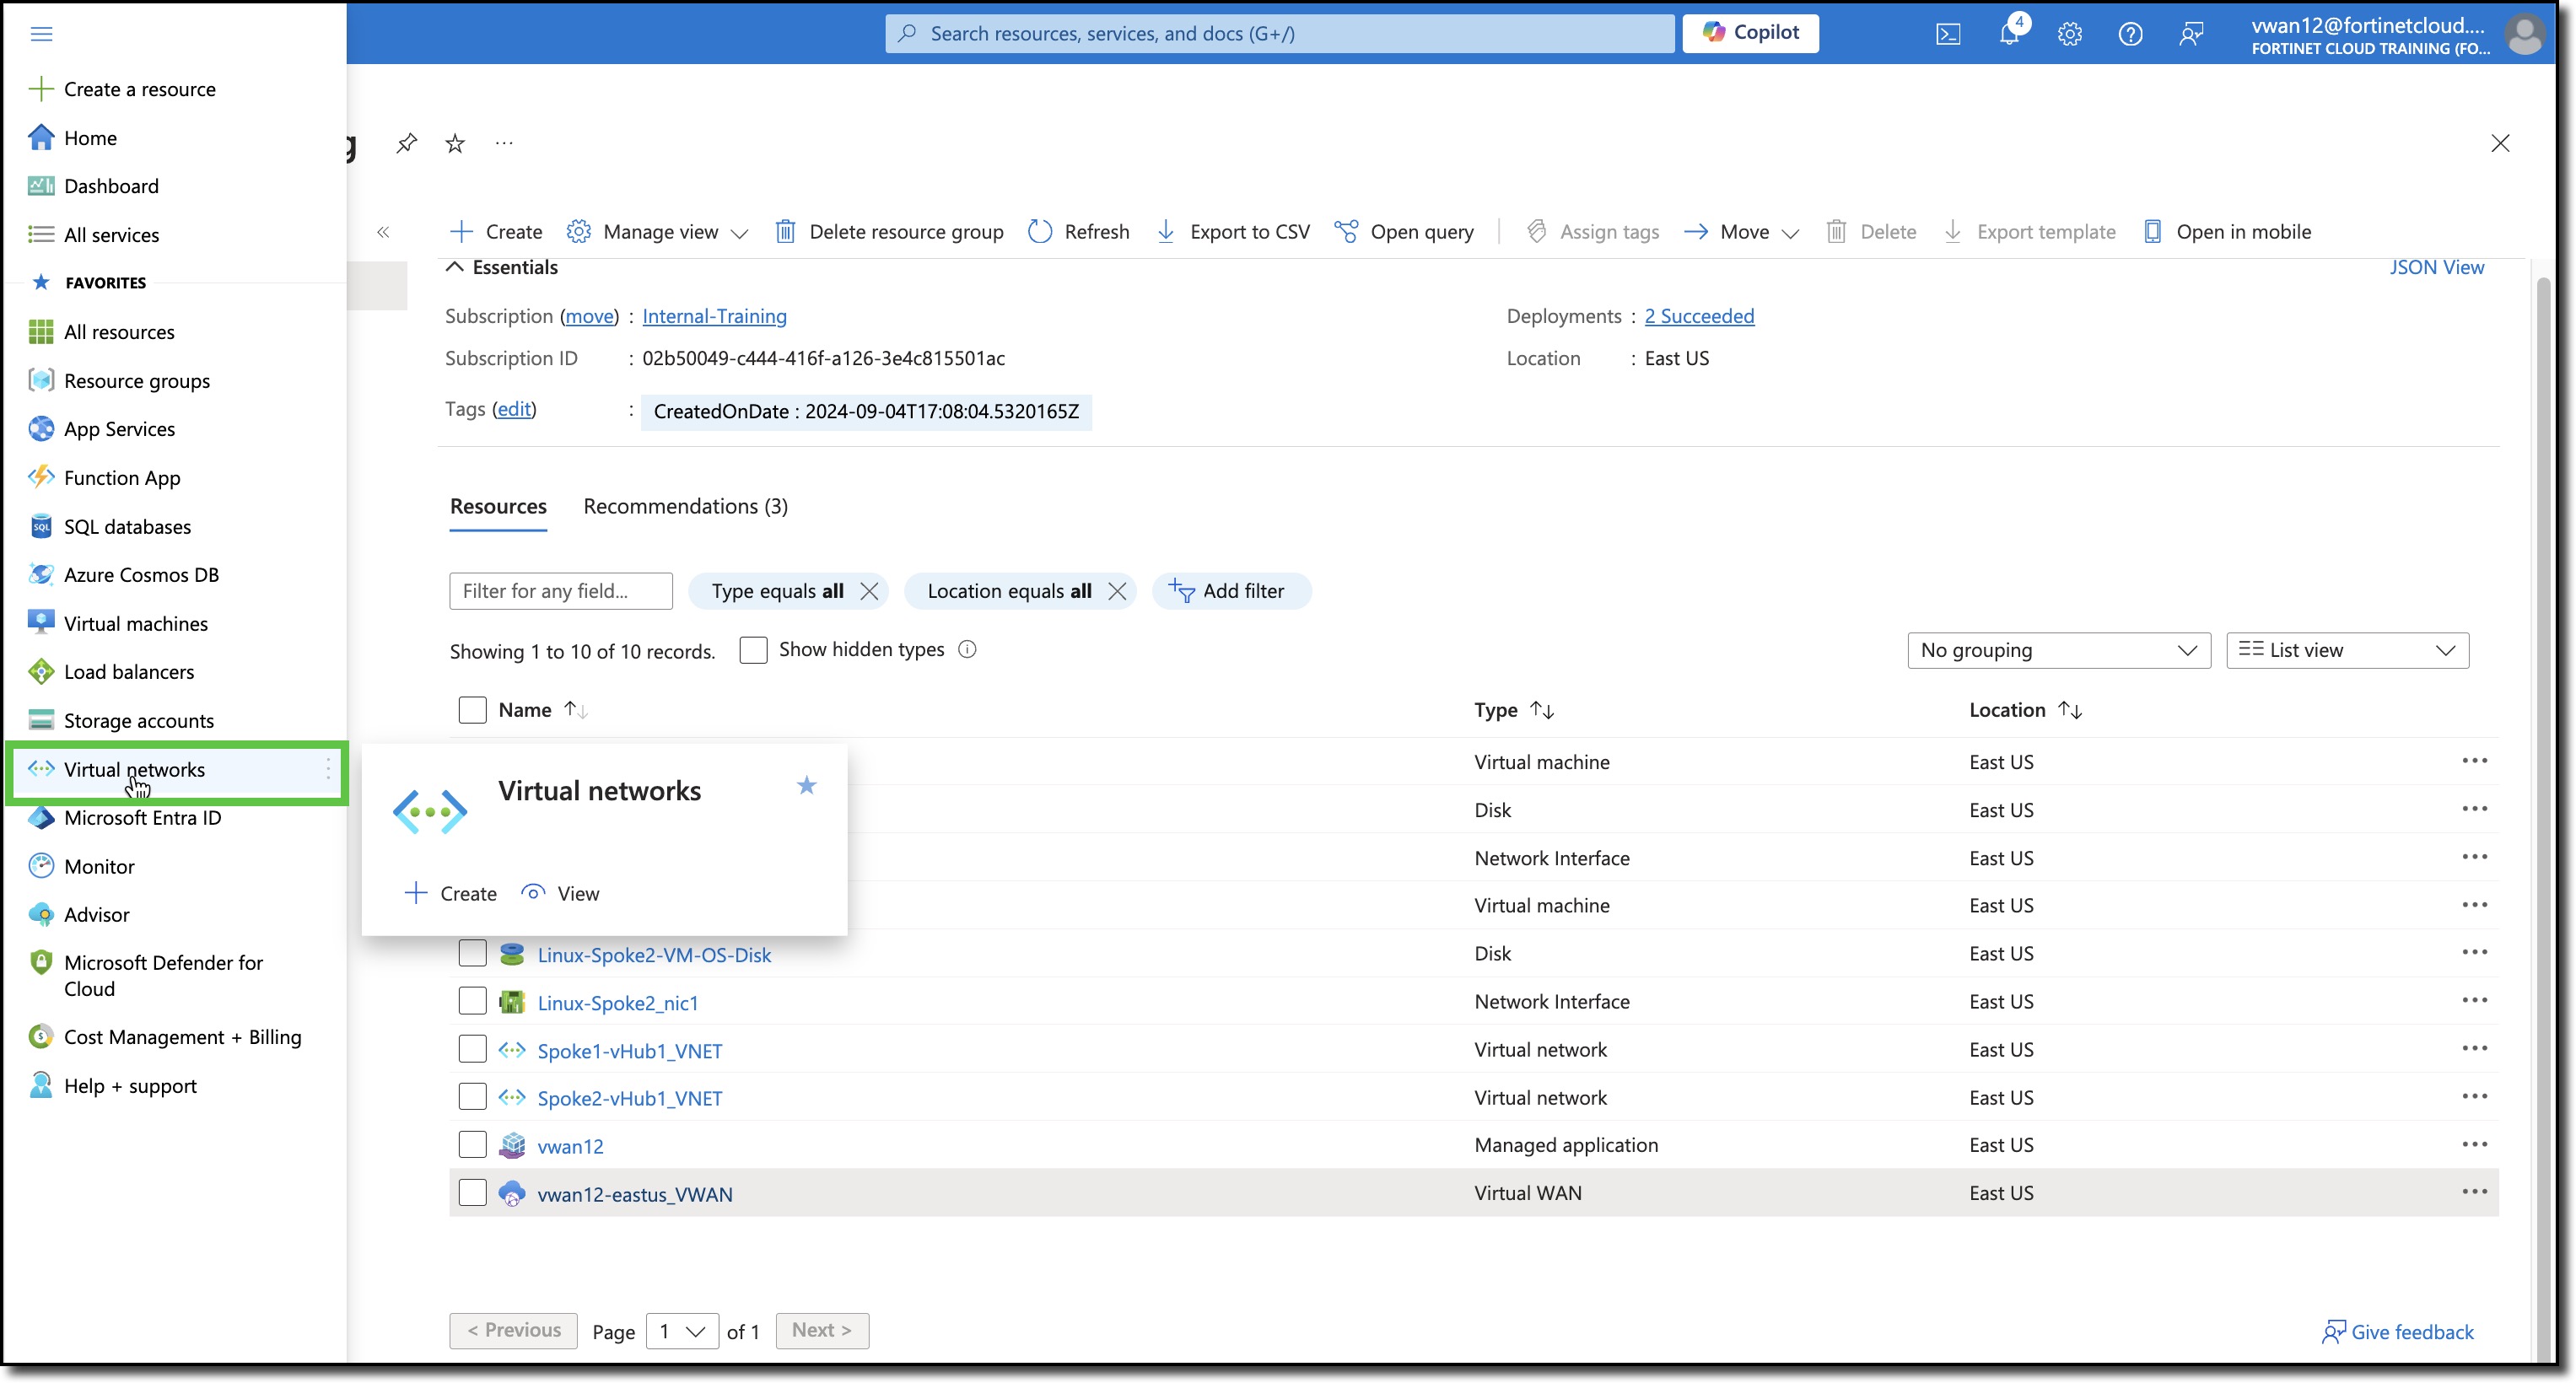 Search resources, services, and docs (G+/)
Copilot
4
vwan12@fortinetcloud....
FORTINET CLOUD TRAINING (FO...
Create a resource
Home
Dashboard
All services
FAVORITES
All resources
Resource groups
App Services
Function App
SQL databases
Azure Cosmos DB
Virtual machines
Load balancers
Storage accounts
Virtual networks
Microsoft Entra ID
Monitor
Advisor
Microsoft Defender for
Cloud
Cost Management + Billing
Help + support
g
...
Create Manage view Delete resource group Refresh Export to CSV Open query Assign tags Move Delete Export template Open in mobile
Essentials
JSON View
Subscription (move) : Internal-Training
Deployments : 2 Succeeded
Subscription ID : 02b50049-c444-416f-a126-3e4c815501ac
Location : East US
Tags (edit) : CreatedOnDate : 2024-09-04T17:08:04.5320165Z
Resources Recommendations (3)
Filter for any field... Type equals all Location equals all Add filter
Showing 1 to 10 of 10 records. Show hidden types
No grouping List view
Name Type Location
Virtual networks
Create View
Virtual machine East US
Disk East US
Network Interface East US
Virtual machine East US
Linux-Spoke2-VM-OS-Disk Disk East US
Linux-Spoke2_nic1 Network Interface East US
Spoke1-vHub1_VNET Virtual network East US
Spoke2-vHub1_VNET Virtual network East US
vwan12 Managed application East US
vwan12-eastus_VWAN Virtual WAN East US
< Previous Page 1 of 1 Next >
Give feedback